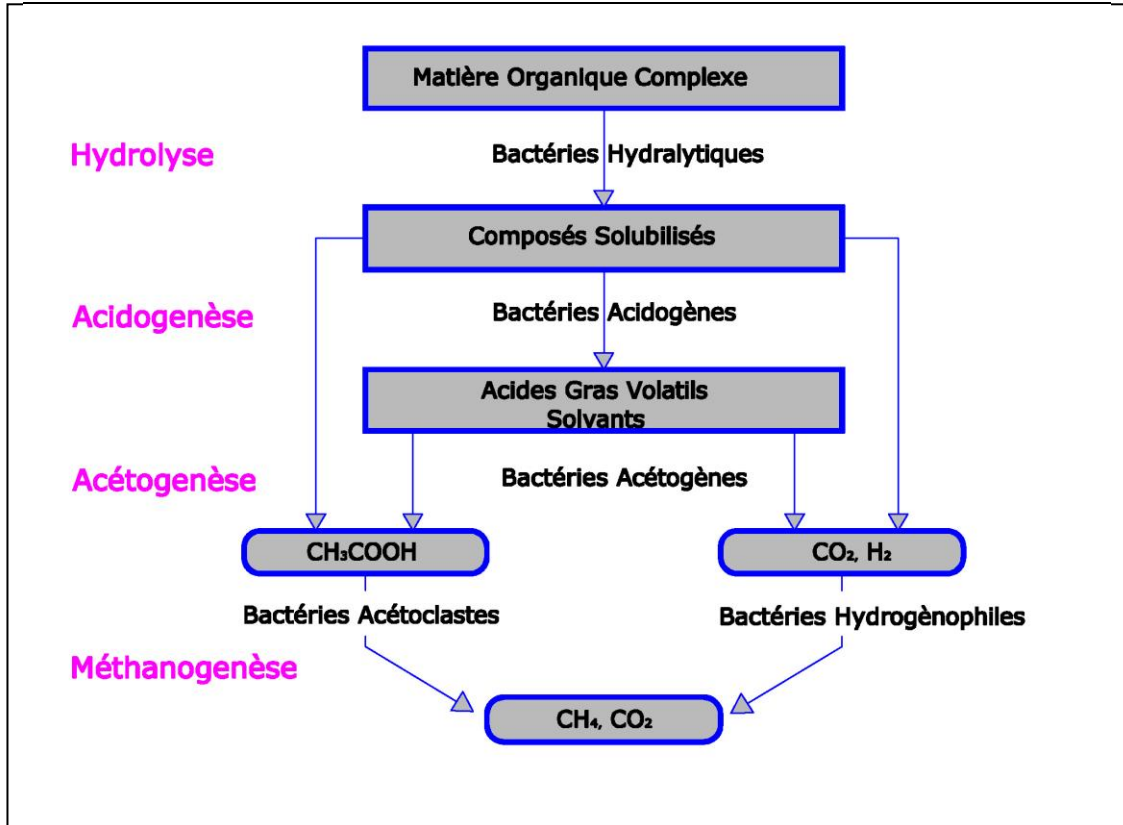 Matière Organique Complexe
Hydrolyse
Bactéries Hydralytiques
Composés Solubilisés
Acidogenèse
Bactéries Acidogènes
Acides Gras Volatils
Solvants
Acétogenèse
Bactéries Acétogènes
CH₃COOH
CO₂, H₂
Bactéries Acétoclastes
Bactéries Hydrogènophiles
Méthanogenèse
CH₄, CO₂